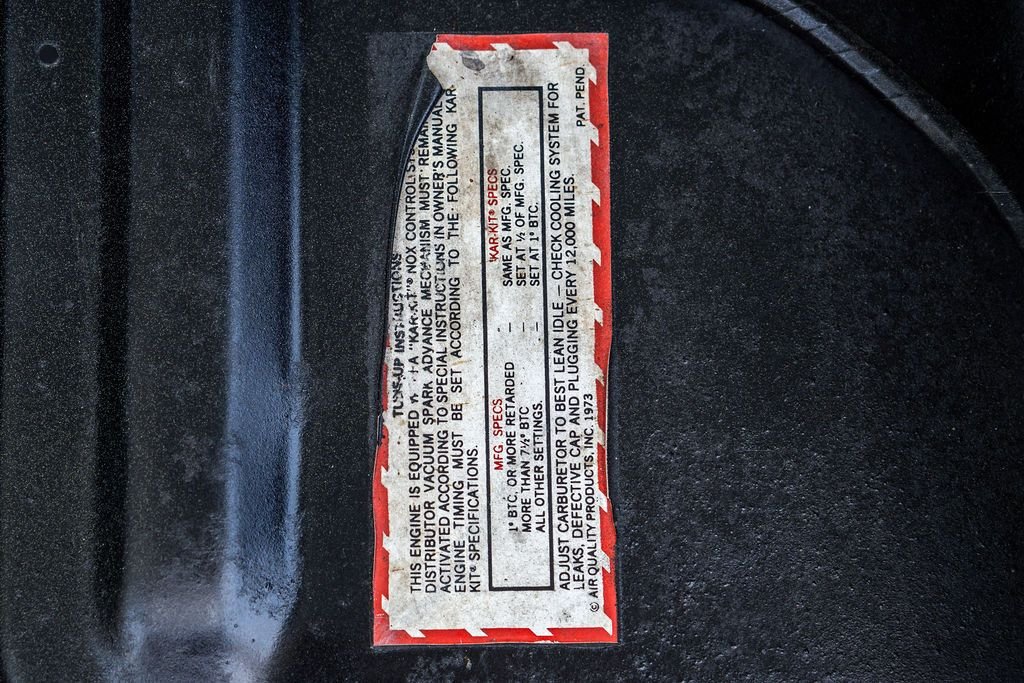 TUNE-UP INSTRUCTIONS
THIS ENGINE IS EQUIPPED A "KAR-KIT"® NOX CONTROL
DISTRIBUTOR VACUUM SPARK ADVANCE MECHANISM MUST
ACTIVATED ACCORDING TO SPECIAL INSTRUCTIONS IN OWNER'S MANUAL
ENGINE TIMING MUST BE SET ACCORDING TO THE FOLLOWING KAR-
KIT® SPECIFICATIONS.
MFG. SPECS "KAR-KIT® SPECS
1° BTC. OR MORE RETARDED — SAME AS MFG. SPEC.
MORE THAN 7½° BTC — SET AT ½ OF MFG. SPEC.
ALL OTHER SETTINGS. — SET AT 1° BTC.
ADJUST CARBURETOR TO BEST LEAN IDLE — CHECK COOLING SYSTEM FOR
LEAKS, DEFECTIVE CAP AND PLUGGING EVERY 12,000 MILES.
© AIR QUALITY PRODUCTS, INC. 1973 PAT. PEND.